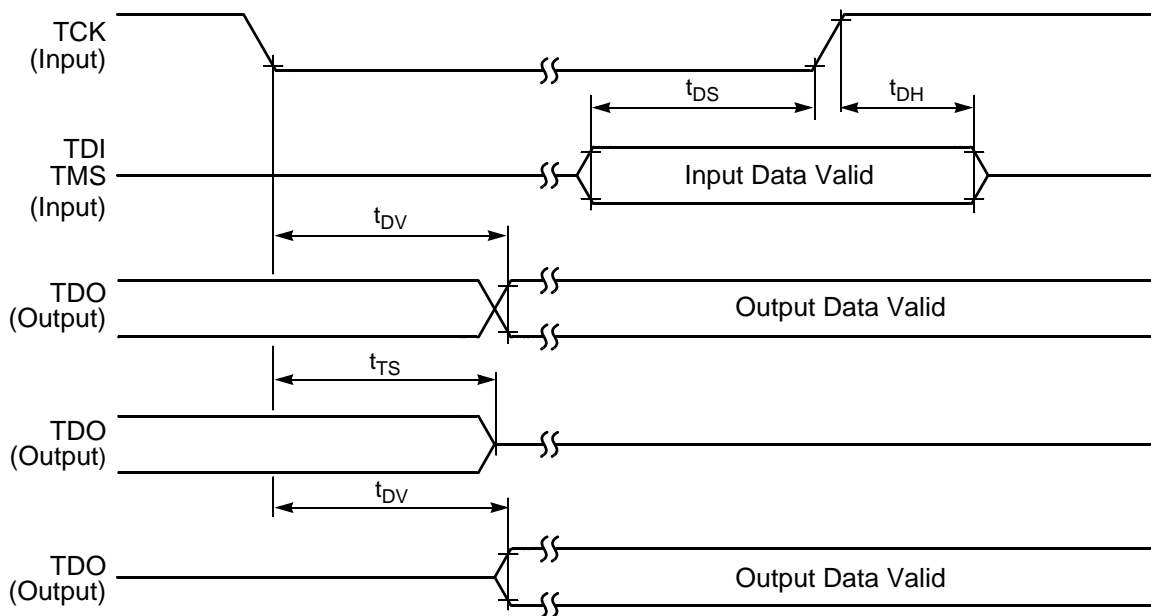 TCK
(Input)
tDS
tDH
TDI
TMS
(Input)
Input Data Valid
tDV
TDO
(Output)
Output Data Valid
tTS
TDO
(Output)
tDV
TDO
(Output)
Output Data Valid